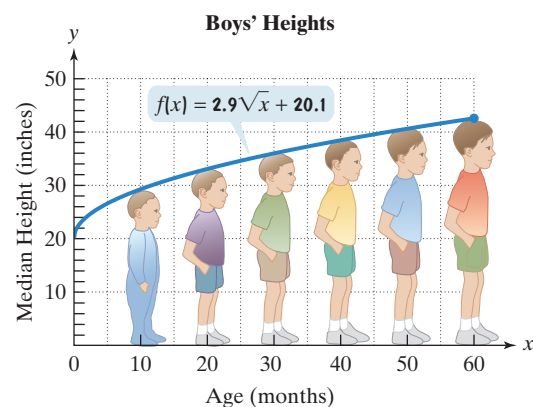 Boys' Heights
y
50
f(x) = 2.9√x + 20.1
40
30
20
10
Median Height (inches)
0 10 20 30 40 50 60 x
Age (months)